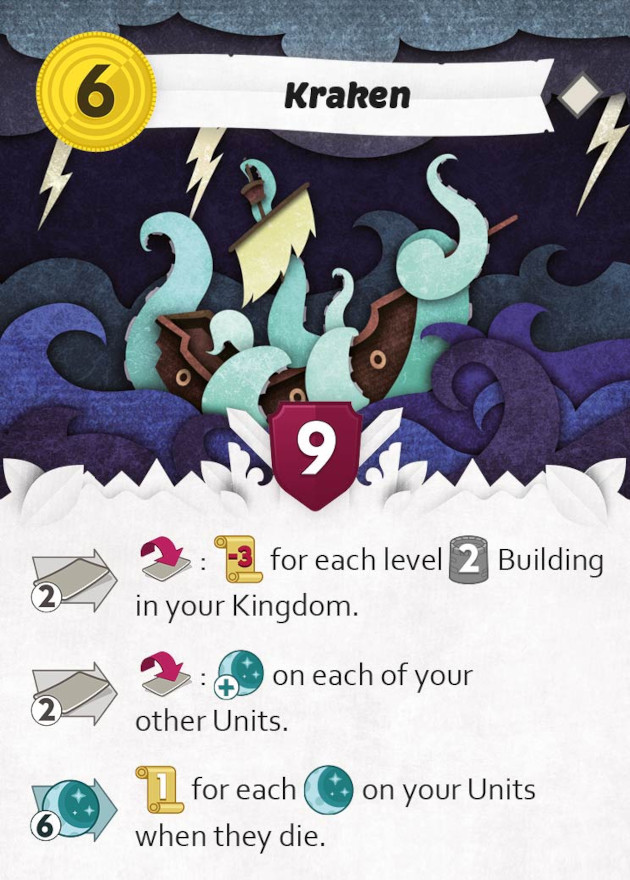 6 Kraken
9
2 : -3 for each level 2 Building
in your Kingdom.
2 : + on each of your
other Units.
6 1 for each on your Units
when they die.